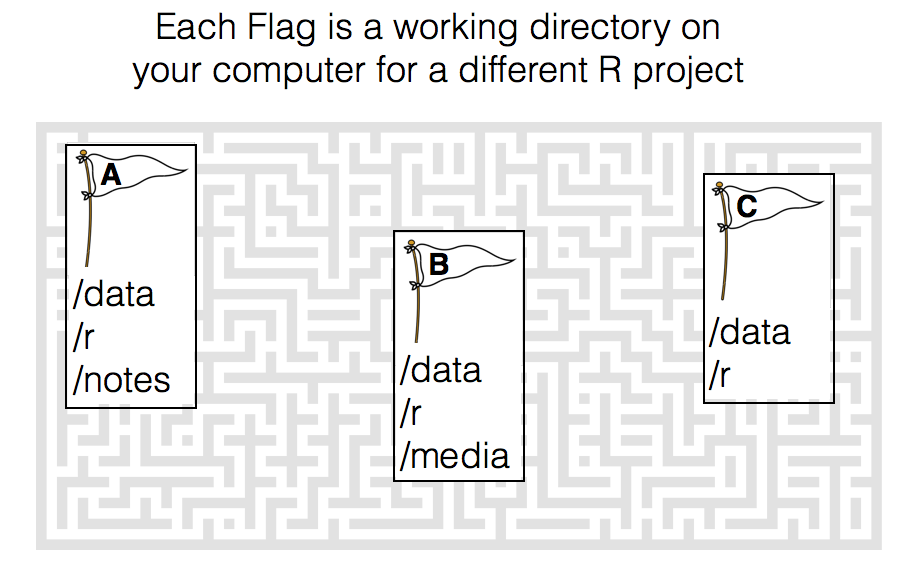 Each Flag is a working directory on
your computer for a different R project
A
/data
/r
/notes
B
/data
/r
/media
C
/data
/r